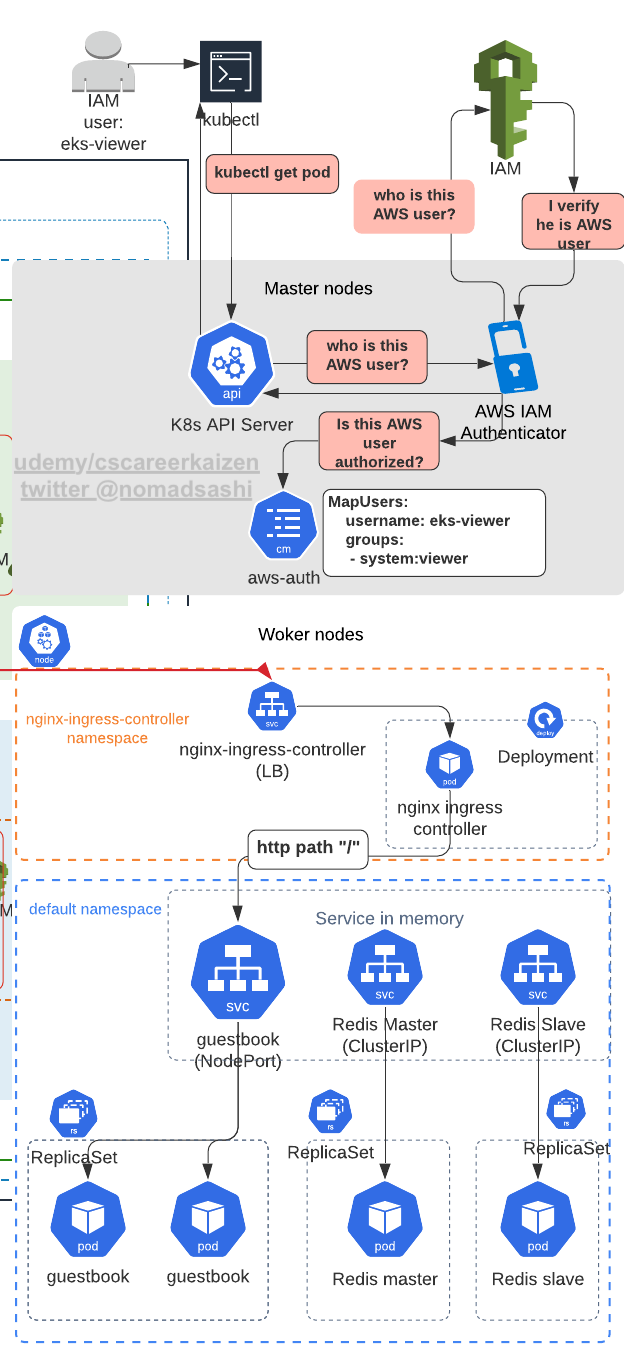 IAM
user:
eks-viewer
kubectl
IAM
kubectl get pod
who is this
AWS user?
I verify
he is AWS
user
Master nodes
who is this
AWS user?
api
K8s API Server
AWS IAM
Authenticator
Is this AWS
user
authorized?
udemy/cscareerkaizen
twitter @nomadsashi
MapUsers:
username: eks-viewer
groups:
- system:viewer
cm
aws-auth
M
node
Woker nodes
nginx-ingress-controller
namespace
svc
nginx-ingress-controller
(LB)
deploy
Deployment
pod
nginx ingress
controller
http path "/"
M
default namespace
Service in memory
svc
guestbook
(NodePort)
svc
Redis Master
(ClusterIP)
svc
Redis Slave
(ClusterIP)
rs
ReplicaSet
rs
ReplicaSet
rs
ReplicaSet
pod
guestbook
pod
guestbook
pod
Redis master
pod
Redis slave